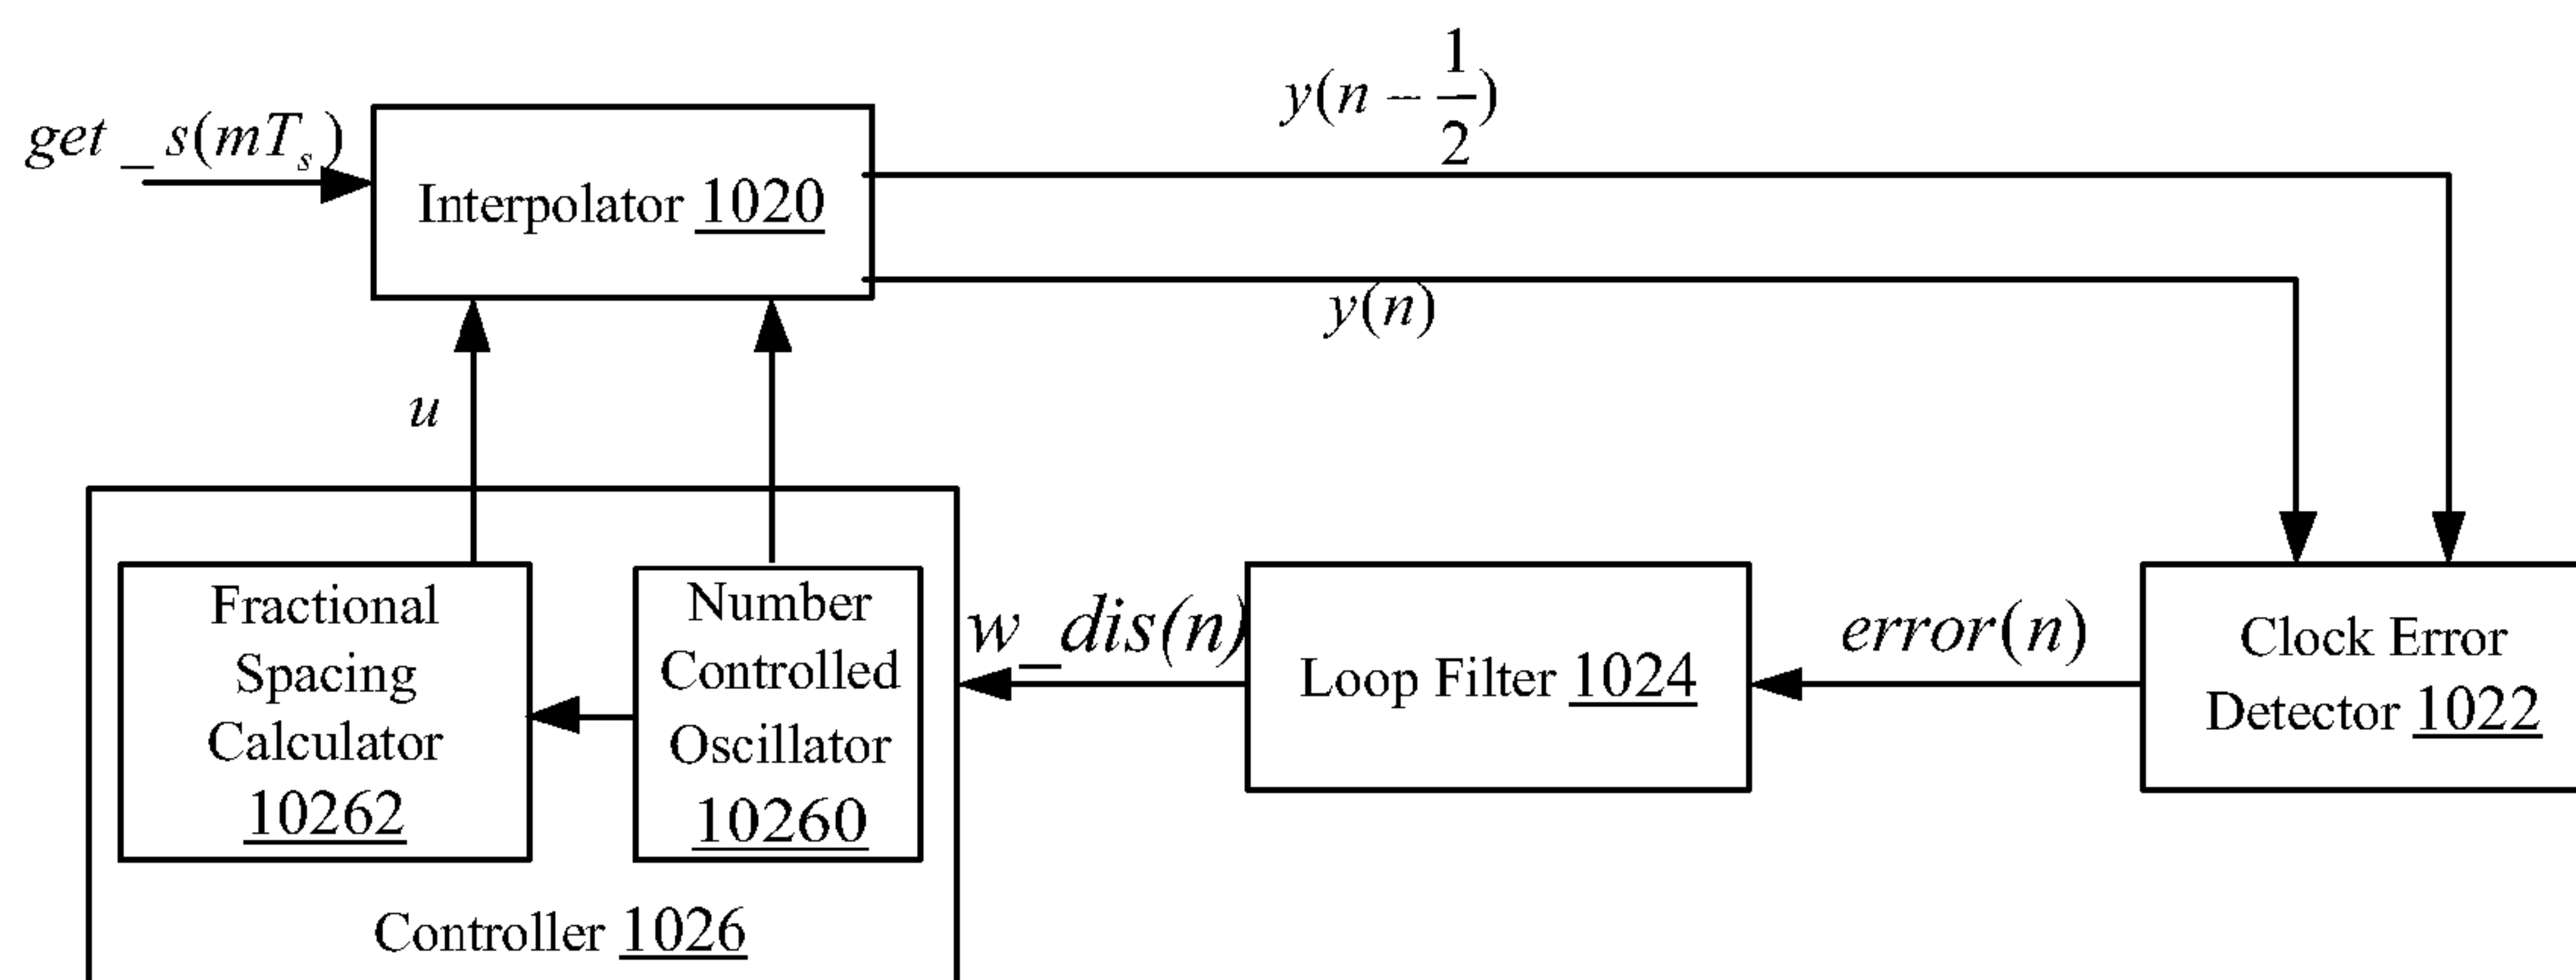 get_s(mT_s)
y(n - 1/2)
Interpolator 1020
y(n)
u
Fractional
Spacing
Calculator
10262
Number
Controlled
Oscillator
10260
Controller 1026
w_dis(n)
Loop Filter 1024
error(n)
Clock Error
Detector 1022